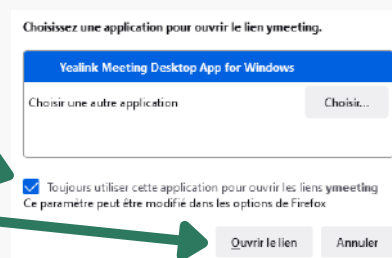 Choisissez une application pour ouvrir le lien ymeeting.
Yealink Meeting Desktop App for Windows
Choisir une autre application
Choisir...
Toujours utiliser cette application pour ouvrir les liens ymeeting
Ce paramètre peut être modifié dans les options de Firefox
Ouvrir le lien
Annuler